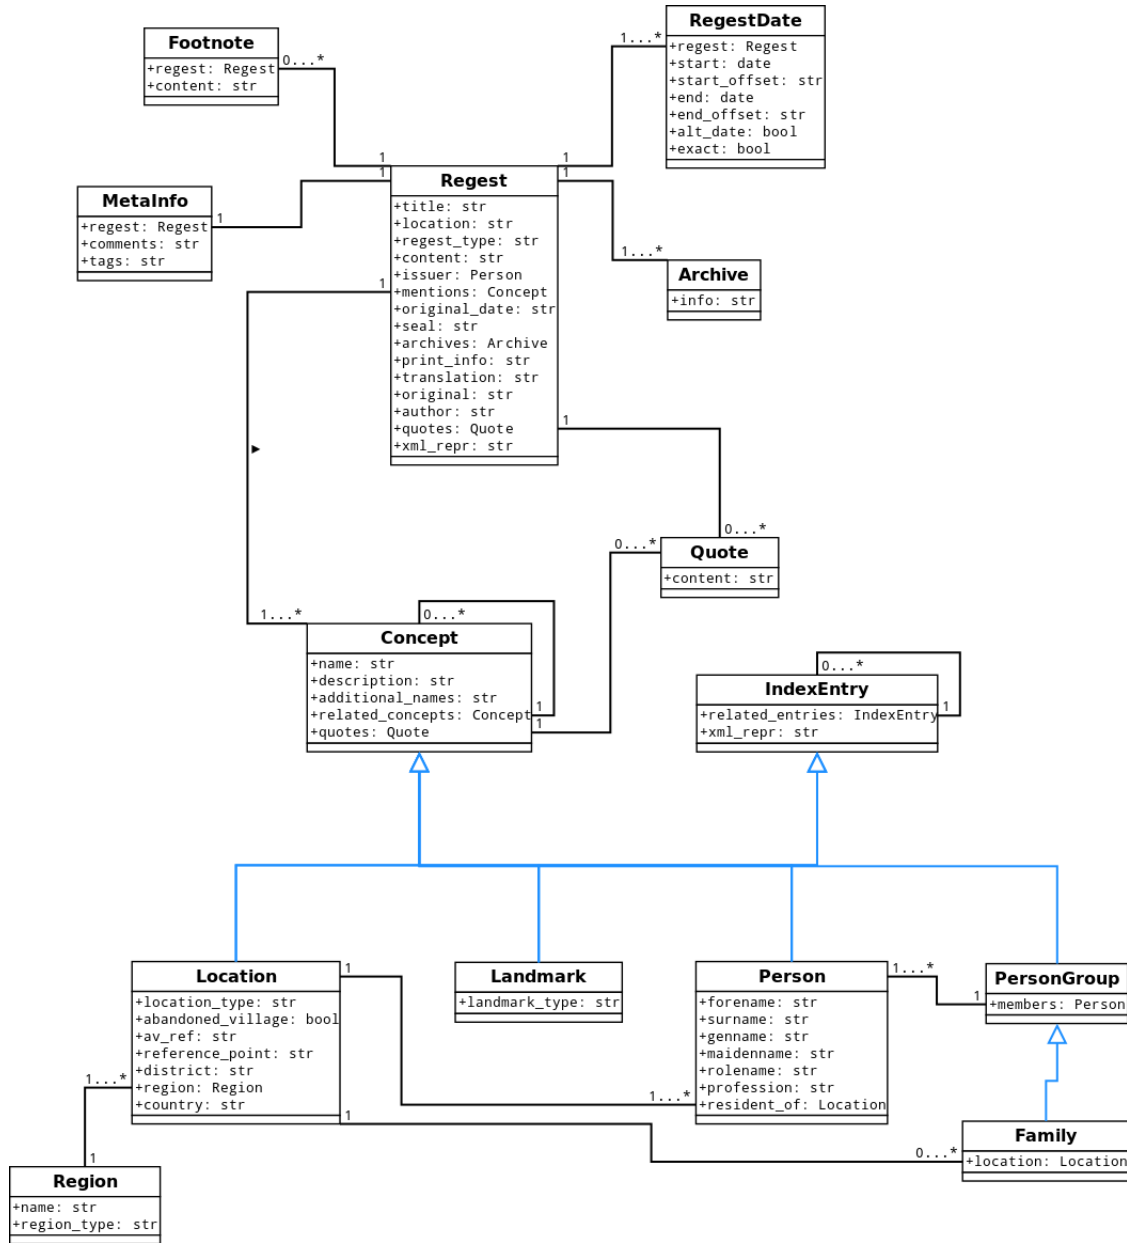 Footnote
+regest: Regest
+content: str
0...*
1
RegestDate
+regest: Regest
+start: date
+start_offset: str
+end: date
+end_offset: str
+alt_date: bool
+exact: bool
1...*
1
MetaInfo
+regest: Regest
+comments: str
+tags: str
1
1
Regest
+title: str
+location: str
+regest_type: str
+content: str
+issuer: Person
+mentions: Concept
+original_date: str
+seal: str
+archives: Archive
+print_info: str
+translation: str
+original: str
+author: str
+quotes: Quote
+xml_repr: str
1
1...*
Archive
+info: str
1
1
0...*
Quote
+content: str
0...*
1...*
Concept
+name: str
+description: str
+additional_names: str
+related_concepts: Concept
+quotes: Quote
0...*
1
1
IndexEntry
+related_entries: IndexEntry
+xml_repr: str
0...*
1
Location
+location_type: str
+abandoned_village: bool
+av_ref: str
+reference_point: str
+district: str
+region: Region
+country: str
1
1...*
1
Landmark
+landmark_type: str
Person
+forename: str
+surname: str
+genname: str
+maidenname: str
+rolename: str
+profession: str
+resident_of: Location
1...*
1...*
1
PersonGroup
+members: Person
Family
+location: Location
0...*
1
Region
+name: str
+region_type: str